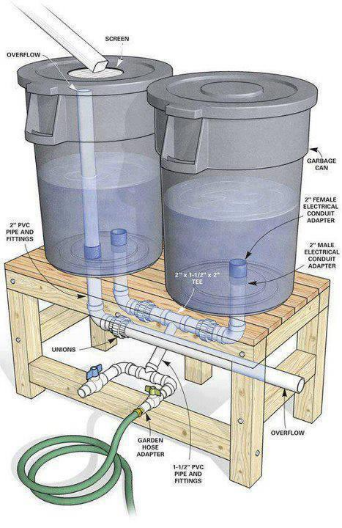 SCREEN
OVERFLOW
GARBAGE
CAN
2" FEMALE
ELECTRICAL
CONDUIT
ADAPTER
2" PVC
PIPE AND
FITTINGS
2" MALE
ELECTRICAL
CONDUIT
ADAPTER
2" x 1-1/2" x 2"
TEE
UNIONS
OVERFLOW
GARDEN
HOSE
ADAPTER
1-1/2" PVC
PIPE AND
FITTINGS